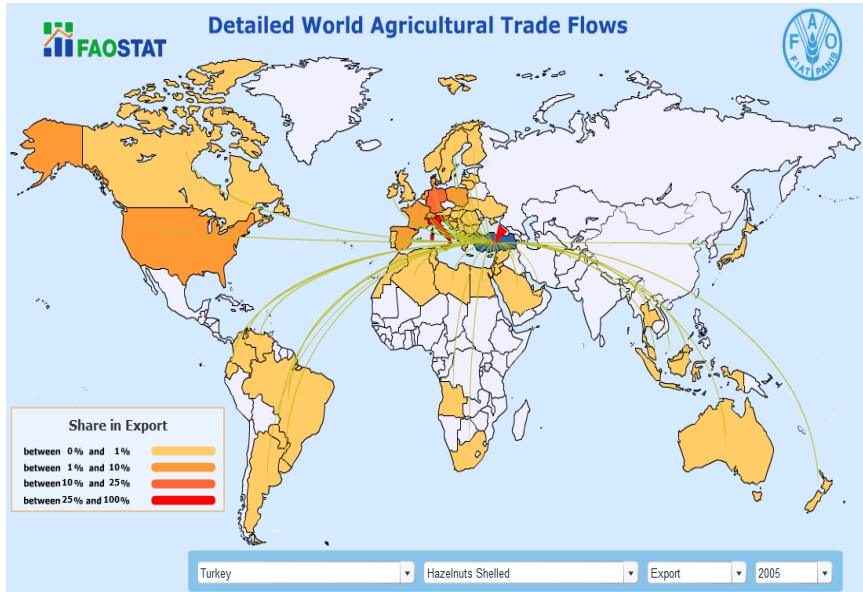 Detailed World Agricultural Trade Flows
FAOSTAT
F A O
FIAT PANIS
Share in Export
between 0% and 1%
between 1% and 10%
between 10% and 25%
between 25% and 100%
Turkey
Hazelnuts Shelled
Export
2005